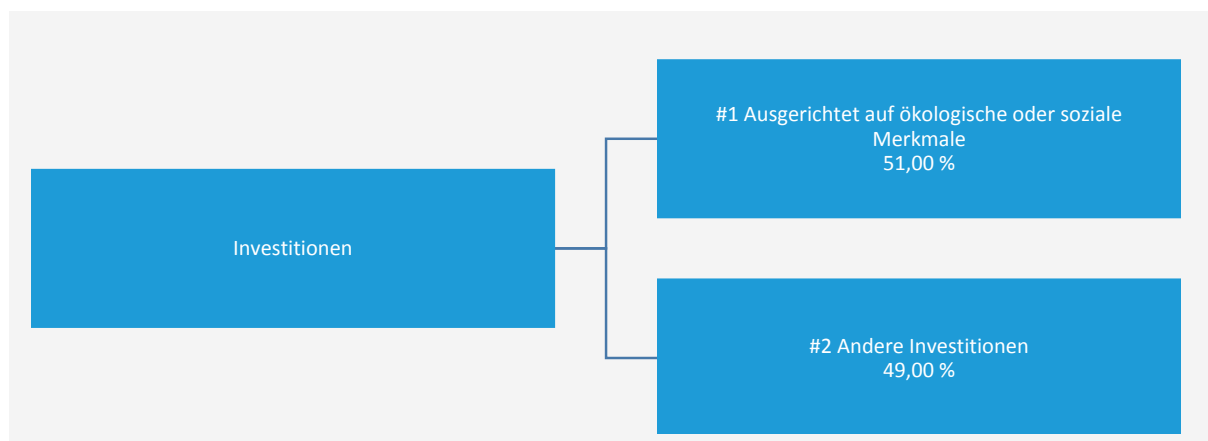 Investitionen
#1 Ausgerichtet auf ökologische oder soziale
Merkmale
51,00 %
#2 Andere Investitionen
49,00 %